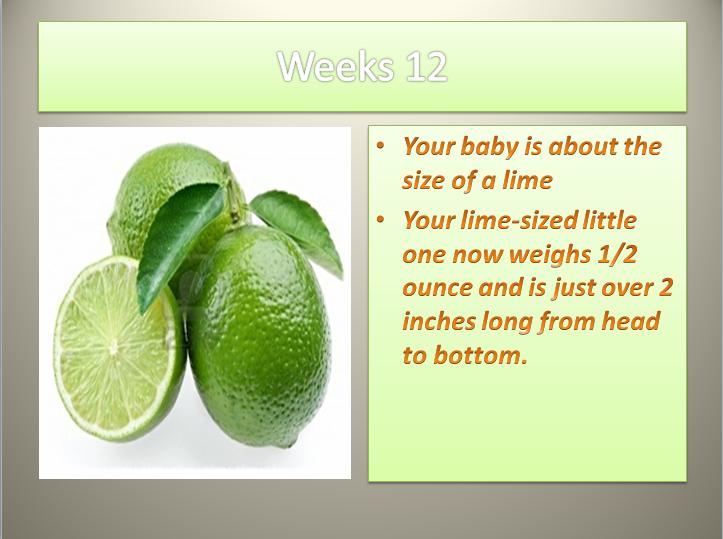 Weeks 12
• Your baby is about the
size of a lime
• Your lime-sized little
one now weighs 1/2
ounce and is just over 2
inches long from head
to bottom.